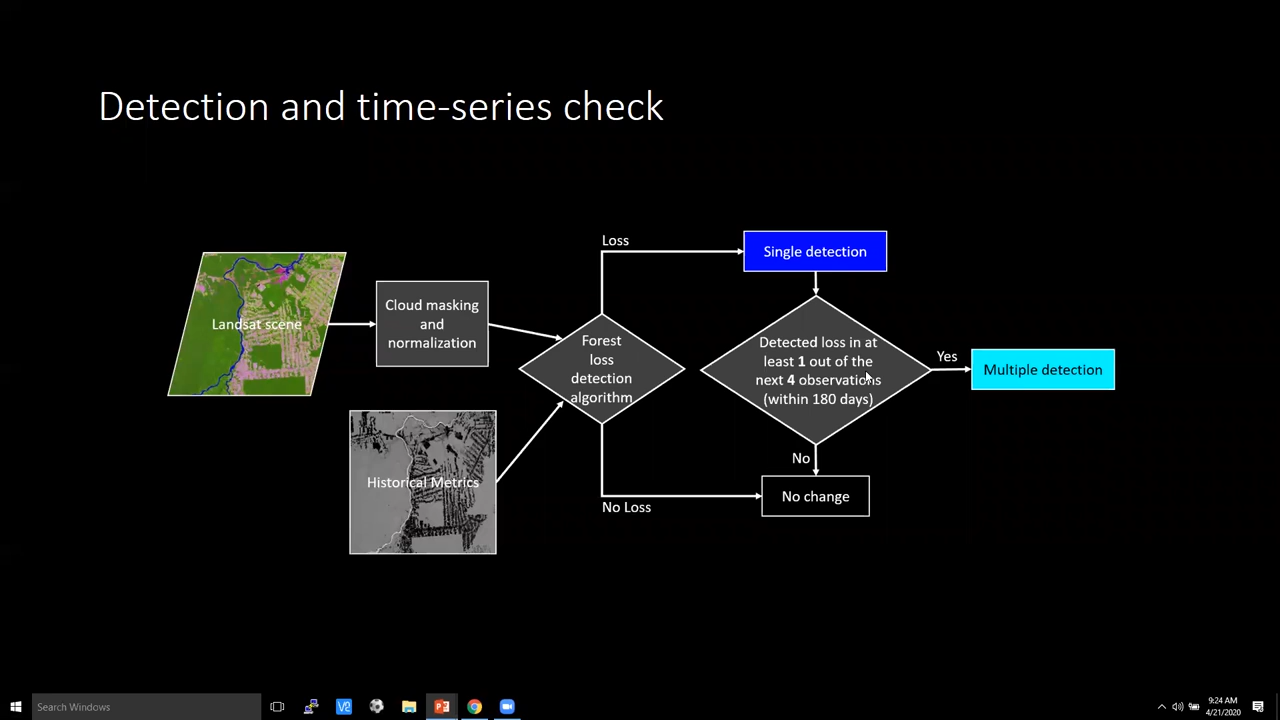 Detection and time-series check
Landsat scene
Cloud masking
and
normalization
Historical Metrics
Forest
loss
detection
algorithm
Loss
No Loss
Single detection
Detected loss in at
least 1 out of the
next 4 observations
(within 180 days)
Yes
Multiple detection
No
No change
Search Windows
9:24 AM
4/21/2020